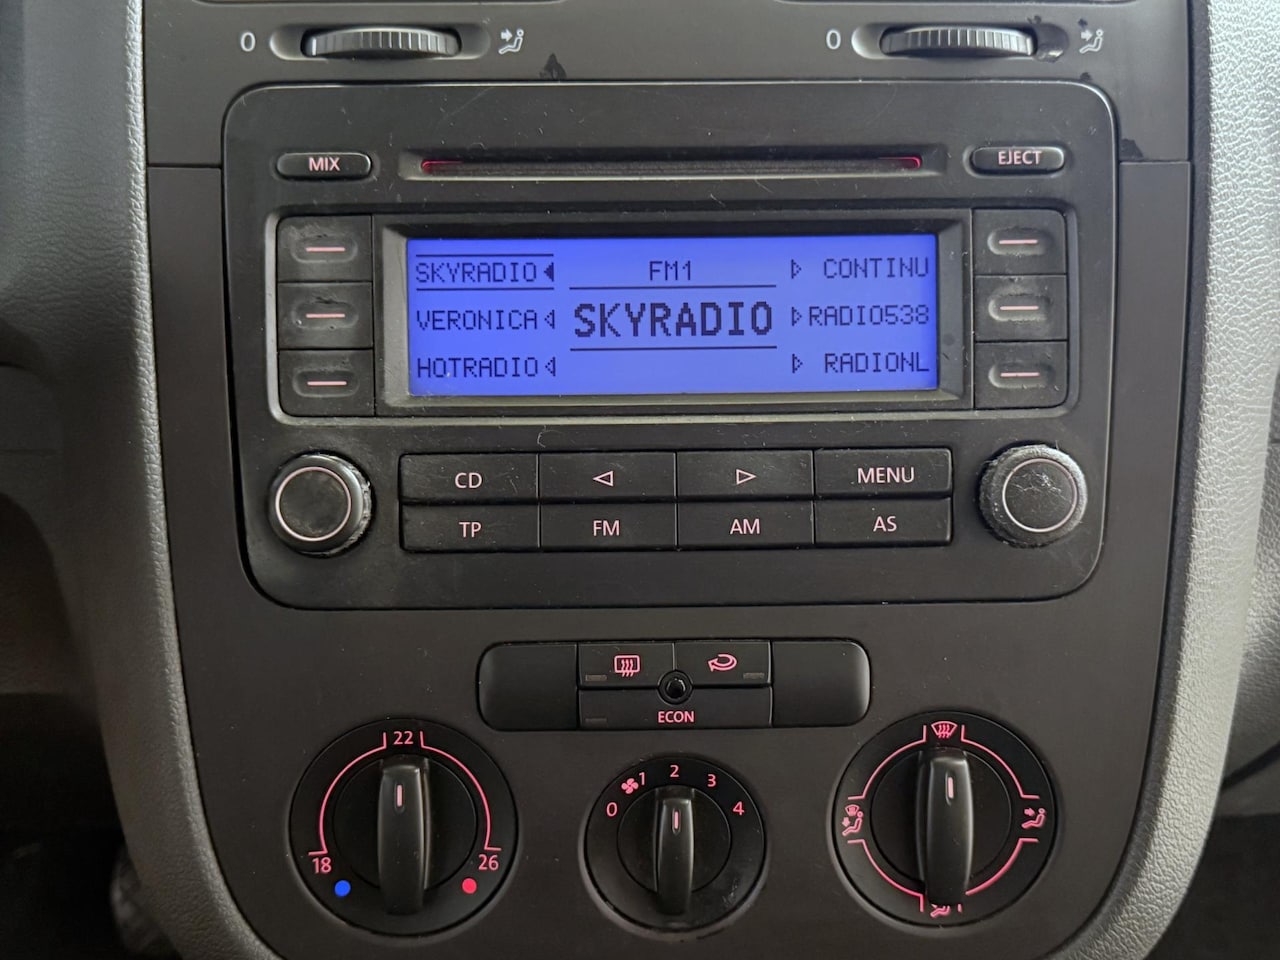 0 0
MIX EJECT
SKYRADIO FM1 CONTINU
VERONICA SKYRADIO RADIO538
HOTRADIO RADIONL
CD MENU
TP FM AM AS
ECON
22
18 26
0 1 2 3 4